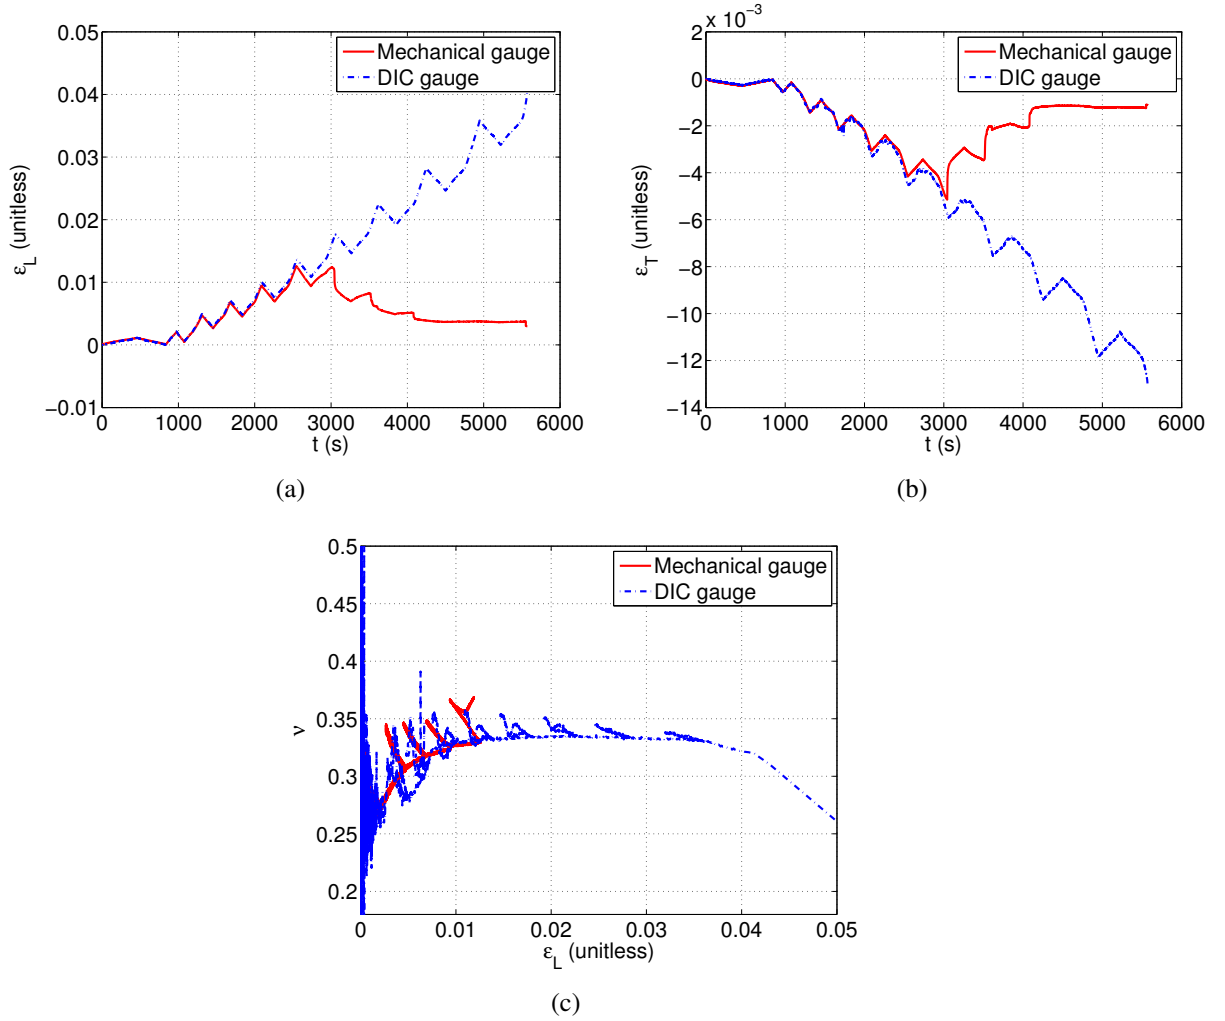 0.05
0.04
0.03
0.02
0.01
0
−0.01
ε_L (unitless)
Mechanical gauge
DIC gauge
0 1000 2000 3000 4000 5000 6000
t (s)
(a)
x 10^−3
2
0
−2
−4
−6
−8
−10
−12
−14
ε_T (unitless)
Mechanical gauge
DIC gauge
0 1000 2000 3000 4000 5000 6000
t (s)
(b)
0.5
0.45
0.4
0.35
0.3
0.25
0.2
ν
Mechanical gauge
DIC gauge
0 0.01 0.02 0.03 0.04 0.05
ε_L (unitless)
(c)